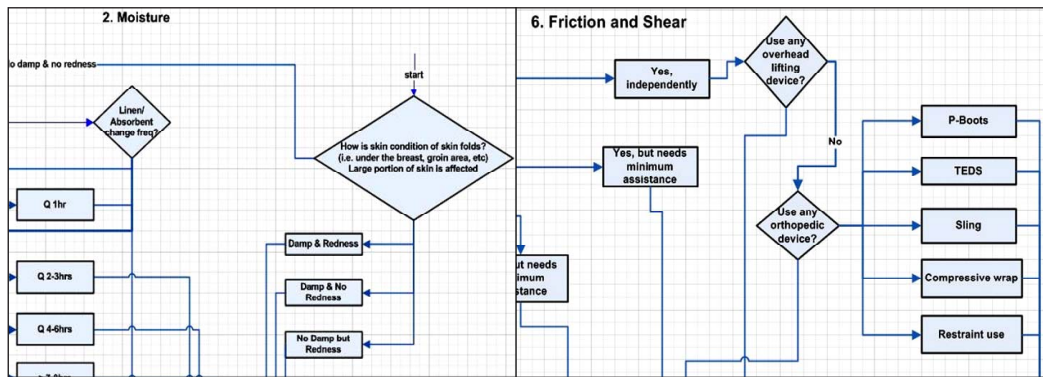 2. Moisture
o damp & no redness
start
Linen/
Absorbent
change freq?
How is skin condition of skin folds?
(i.e. under the breast, groin area, etc)
Large portion of skin is affected
Q 1hr
Damp & Redness
Q 2-3hrs
Damp & No
Redness
Q 4-6hrs
No Damp but
Redness
6. Friction and Shear
Use any
overhead
lifting
device?
Yes,
independently
P-Boots
No
Yes, but needs
minimum
assistance
TEDS
Use any
orthopedic
device?
Sling
ut needs
imum
stance
Compressive wrap
Restraint use